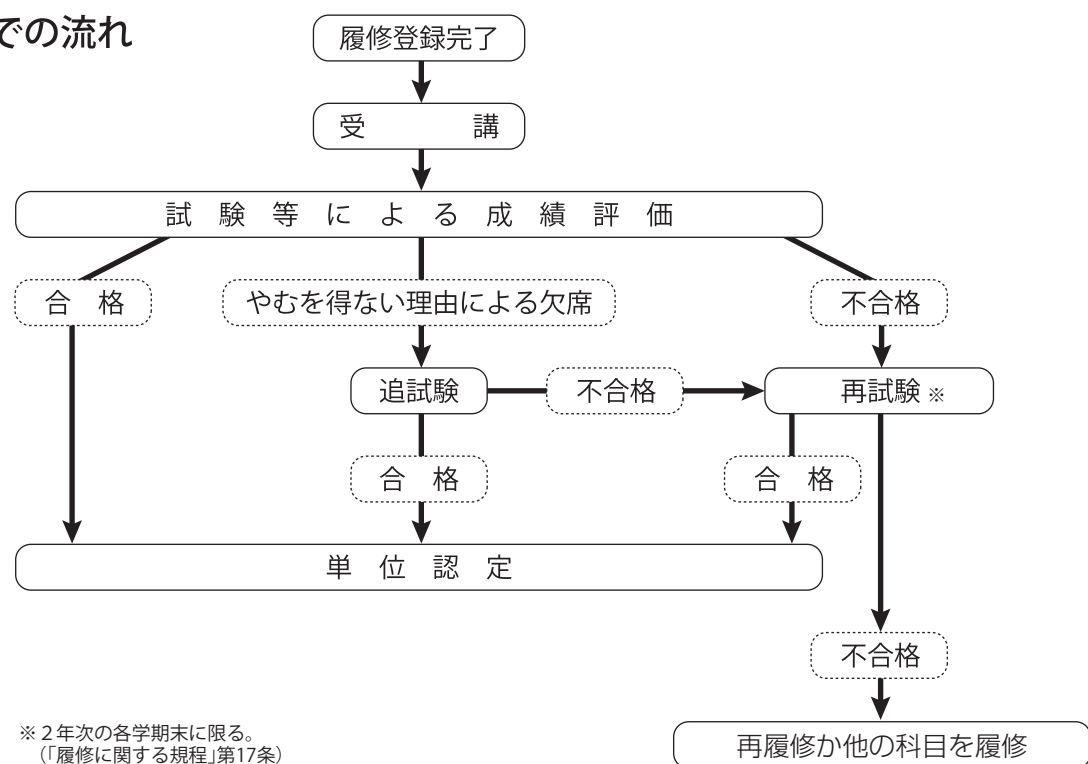 での流れ
履修登録完了
受　講
試験等による成績評価
合　格
やむを得ない理由による欠席
不合格
追試験
不合格
再試験 ※
合　格
合　格
単位認定
不合格
※２年次の各学期末に限る。
（「履修に関する規程」第17条）
再履修か他の科目を履修